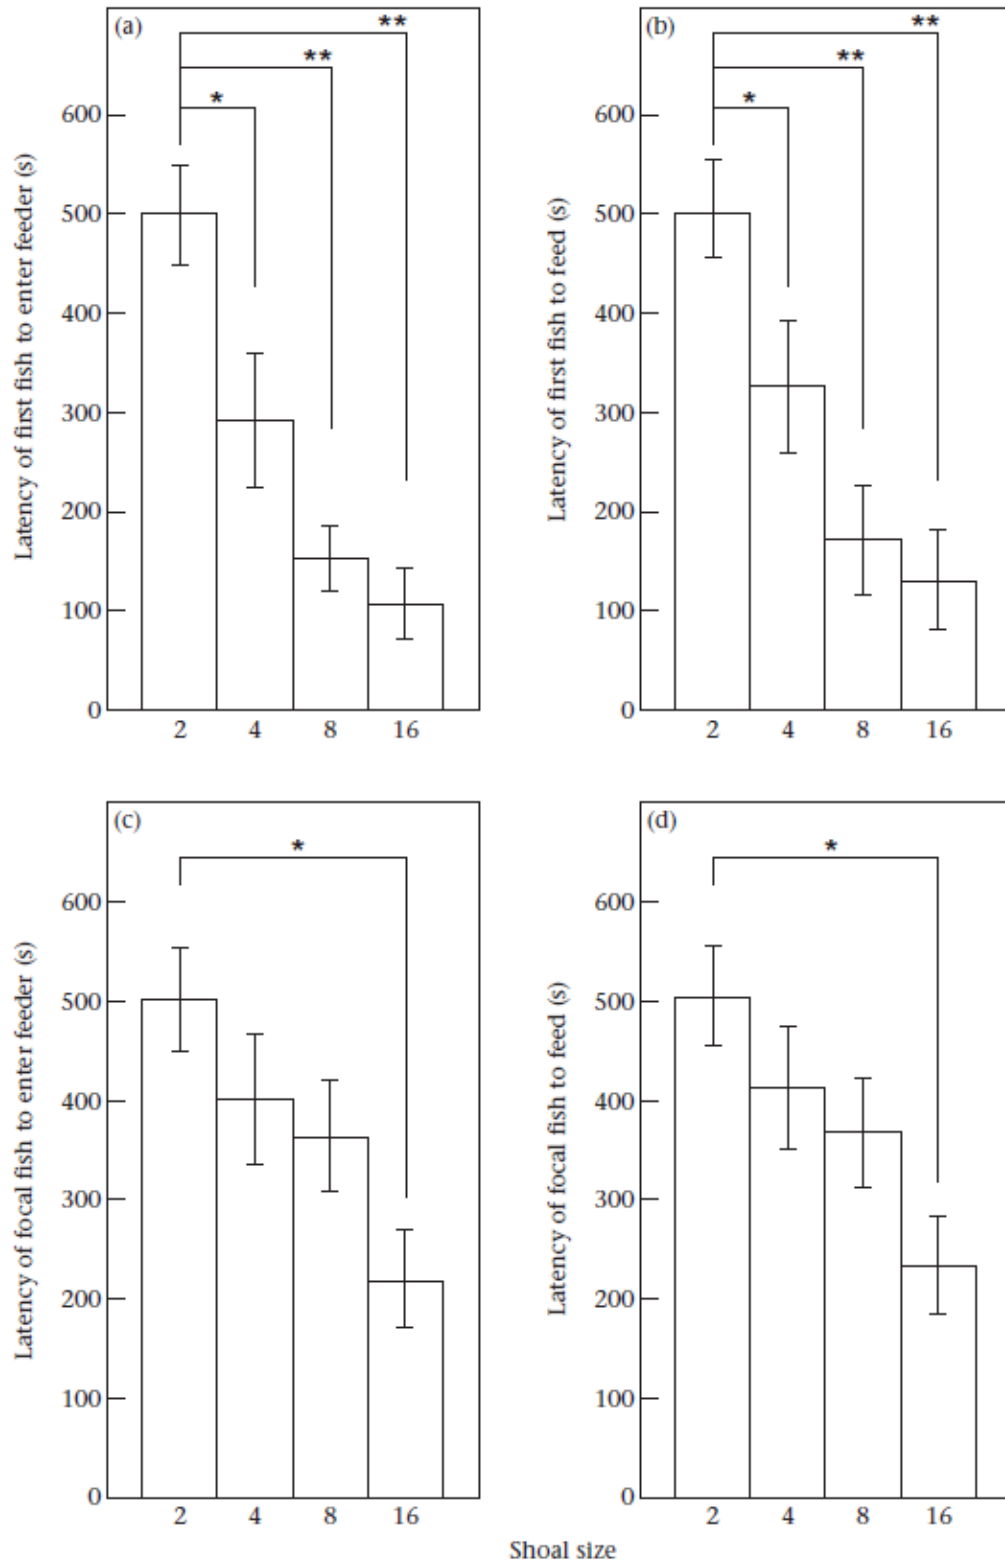 (a)
**
**
*
Latency of first fish to enter feeder (s)
600
500
400
300
200
100
0
2 4 8 16
(b)
**
**
*
Latency of first fish to feed (s)
600
500
400
300
200
100
0
2 4 8 16
(c)
*
Latency of focal fish to enter feeder (s)
600
500
400
300
200
100
0
2 4 8 16
(d)
*
Latency of focal fish to feed (s)
600
500
400
300
200
100
0
2 4 8 16
Shoal size